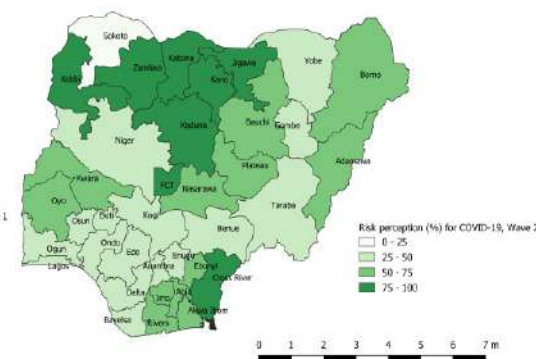 Sokoto
Katsina
Zamfara
Jigawa
Kebbi
Kano
Yobe
Borno
Kaduna
Bauchi
Gombe
Niger
Adamawa
Plateau
FCT
Nasarawa
Kwara
Oyo
Taraba
Kogi
Osun
Ekiti
Benue
Ogun
Ondo
Edo
Lagos
Enugu
Anambra
Ebonyi
Cross River
Delta
Imo
Abia
Akwa Ibom
Bayelsa
Rivers
1
Risk perception (%) for COVID-19, Wave 2
0 - 25
25 - 50
50 - 75
75 - 100
0 1 2 3 4 5 6 7 m